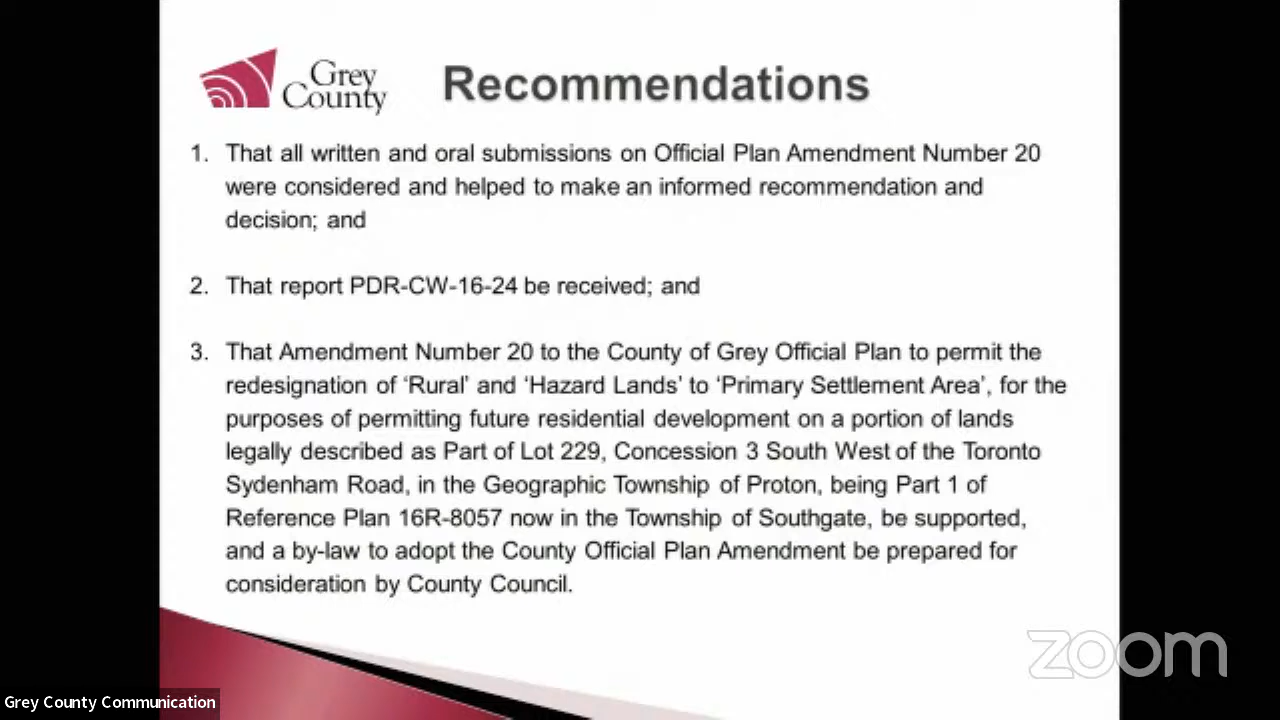 Grey
County
Recommendations
1. That all written and oral submissions on Official Plan Amendment Number 20
were considered and helped to make an informed recommendation and
decision; and
2. That report PDR-CW-16-24 be received; and
3. That Amendment Number 20 to the County of Grey Official Plan to permit the
redesignation of ‘Rural’ and ‘Hazard Lands’ to ‘Primary Settlement Area’, for the
purposes of permitting future residential development on a portion of lands
legally described as Part of Lot 229, Concession 3 South West of the Toronto
Sydenham Road, in the Geographic Township of Proton, being Part 1 of
Reference Plan 16R-8057 now in the Township of Southgate, be supported,
and a by-law to adopt the County Official Plan Amendment be prepared for
consideration by County Council.
zoom
Grey County Communication